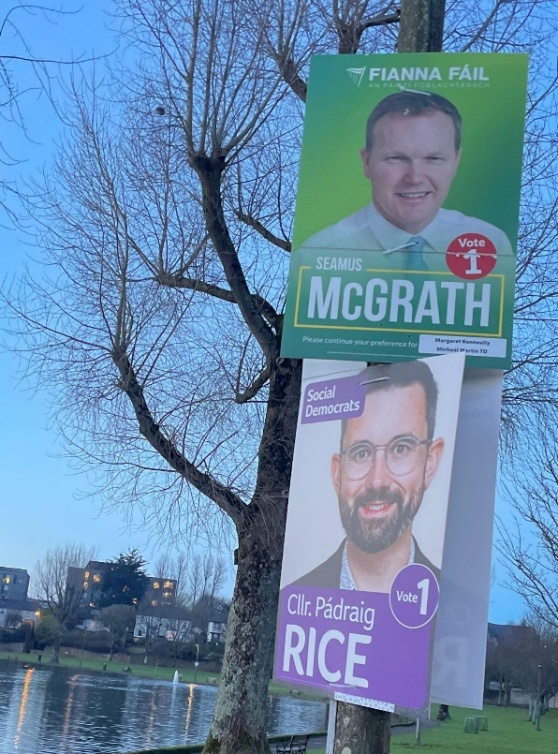 FIANNA FÁIL
AN PÁIRTÍ POBLACHTÁNACH
Vote
1
SEAMUS
McGRATH
Please continue your preference for
Margaret Kenneally
Micheál Martin TD
Social
Democrats
Vote 1
Cllr. Pádraig
RICE